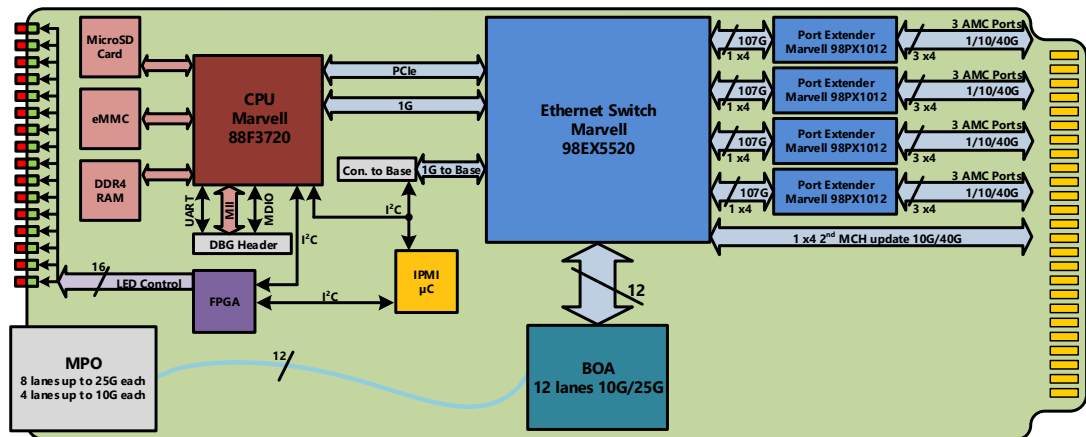 MicroSD
Card
eMMC
DDR4
RAM
CPU
Marvell
88F3720
PCIe
1G
Ethernet Switch
Marvell
98EX5520
Con. to Base
1G to Base
UART
MII
MDIO
I²C
I²C
DBG Header
16
LED Control
FPGA
I²C
IPMI
µC
107G
1 x4
Port Extender
Marvell 98PX1012
3 AMC Ports
1/10/40G
3 x4
107G
1 x4
Port Extender
Marvell 98PX1012
3 AMC Ports
1/10/40G
3 x4
107G
1 x4
Port Extender
Marvell 98PX1012
3 AMC Ports
1/10/40G
3 x4
107G
1 x4
Port Extender
Marvell 98PX1012
3 AMC Ports
1/10/40G
3 x4
1 x4 2nd MCH update 10G/40G
12
MPO
8 lanes up to 25G each
4 lanes up to 10G each
12
BOA
12 lanes 10G/25G